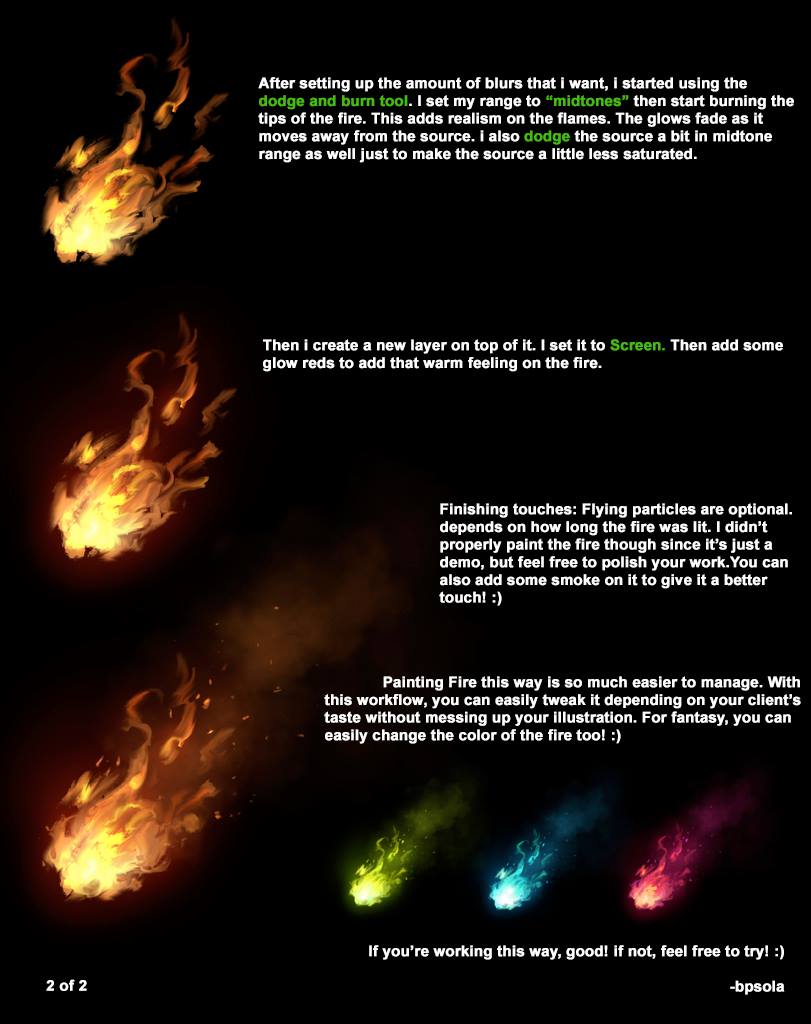 After setting up the amount of blurs that i want, i started using the
dodge and burn tool. I set my range to “midtones” then start burning the
tips of the fire. This adds realism on the flames. The glows fade as it
moves away from the source. i also dodge the source a bit in midtone
range as well just to make the source a little less saturated.
Then i create a new layer on top of it. I set it to Screen. Then add some
glow reds to add that warm feeling on the fire.
Finishing touches: Flying particles are optional.
depends on how long the fire was lit. I didn’t
properly paint the fire though since it’s just a
demo, but feel free to polish your work.You can
also add some smoke on it to give it a better
touch! :)
Painting Fire this way is so much easier to manage. With
this workflow, you can easily tweak it depending on your client’s
taste without messing up your illustration. For fantasy, you can
easily change the color of the fire too! :)
If you’re working this way, good! if not, feel free to try! :)
2 of 2
-bpsola